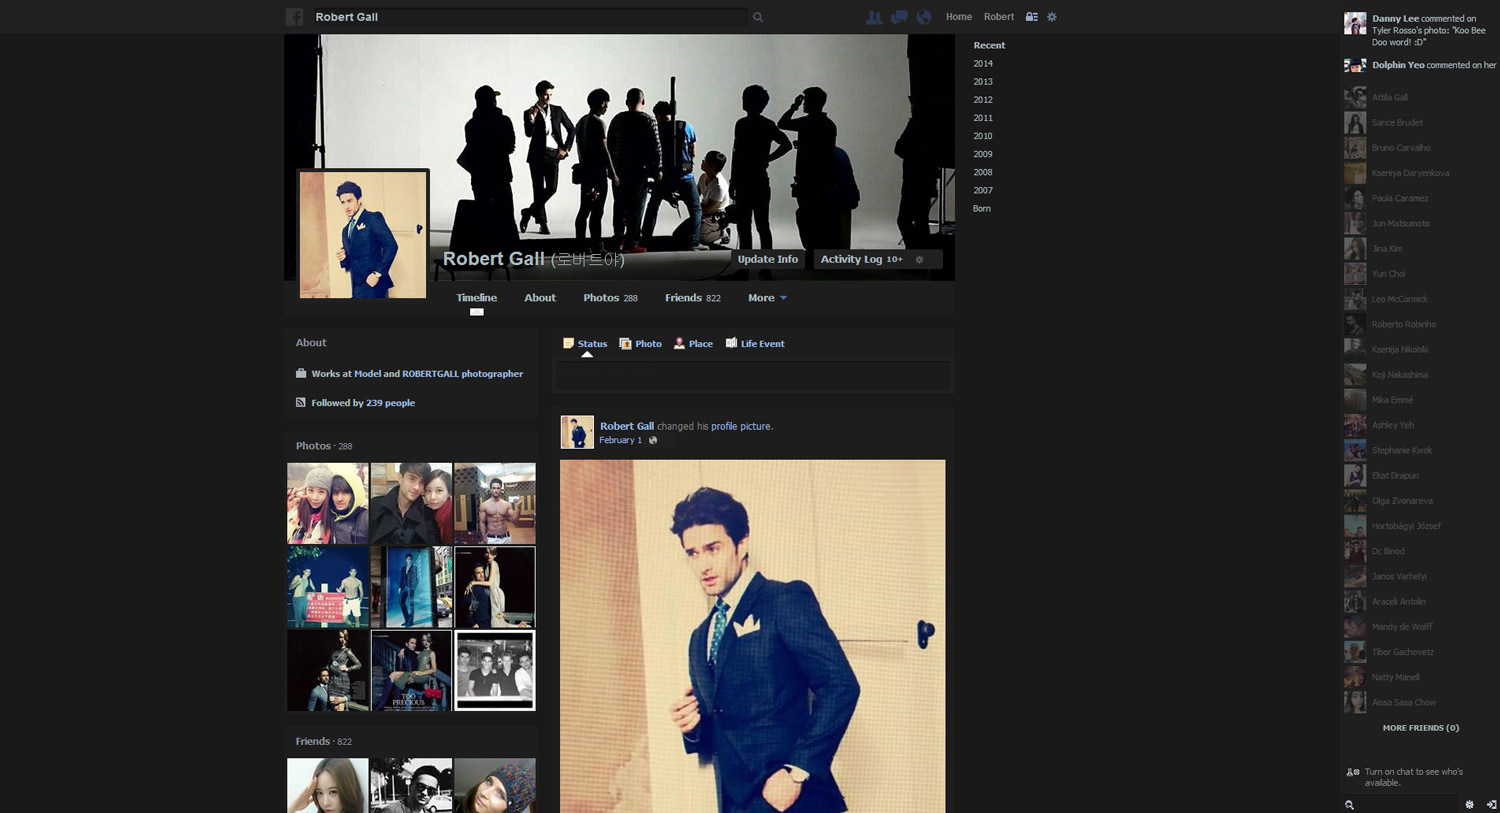 Robert Gall
Home
Robert
Robert Gall (로버트야)
Update Info
Activity Log 10+
Timeline
About
Photos 288
Friends 822
More
Recent
2014
2013
2012
2011
2010
2009
2008
2007
Born
About
Works at Model and ROBERTGALL photographer
Followed by 239 people
Photos · 288
TOO
PRECIOUS
Friends · 822
Status
Photo
Place
Life Event
Robert Gall changed his profile picture.
February 1
Danny Lee commented on
Tyler Rosso's photo: "Koo Bee
Doo word! :D"
Dolphin Yeo commented on her
Attila Gall
Sarice Brudet
Bruno Carvalho
Kseniya Daryenkova
Paula Caramez
Jun Matsumoto
Jina Kim
Yuri Choi
Leo McCormick
Roberto Robinho
Ksenija Nikolski
Koji Nakashima
Mika Emmé
Ashley Yeh
Stephanie Kwok
Ekat Drapun
Olga Zvonareva
Hortobágyi József
Dc Binod
Janos Varhelyi
Araceli Antolin
Mandy de Wolff
Tibor Gachovetz
Natty Manell
Aissa Sasa Chow
MORE FRIENDS (0)
Turn on chat to see who's
available.